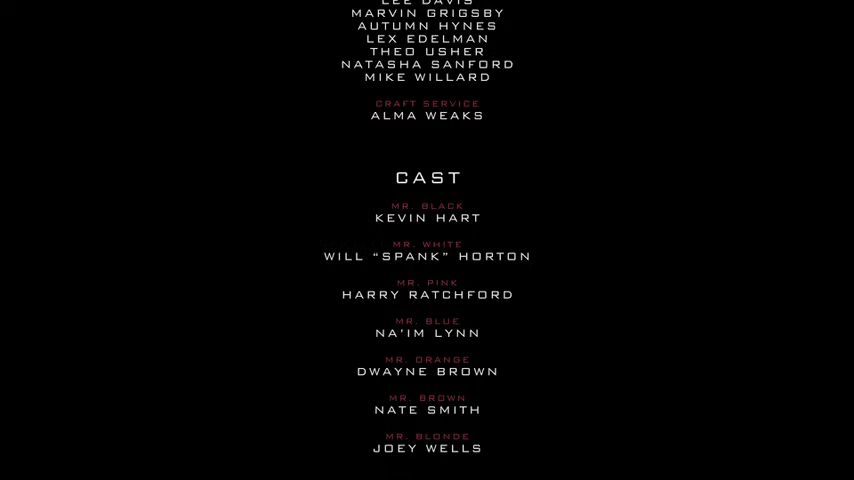 LEE DAVIS
MARVIN GRIGSBY
AUTUMN HYNES
LEX EDELMAN
THEO USHER
NATASHA SANFORD
MIKE WILLARD
CRAFT SERVICE
ALMA WEAKS
CAST
MR. BLACK
KEVIN HART
MR. WHITE
WILL “SPANK” HORTON
MR. PINK
HARRY RATCHFORD
MR. BLUE
NA'IM LYNN
MR. ORANGE
DWAYNE BROWN
MR. BROWN
NATE SMITH
MR. BLONDE
JOEY WELLS